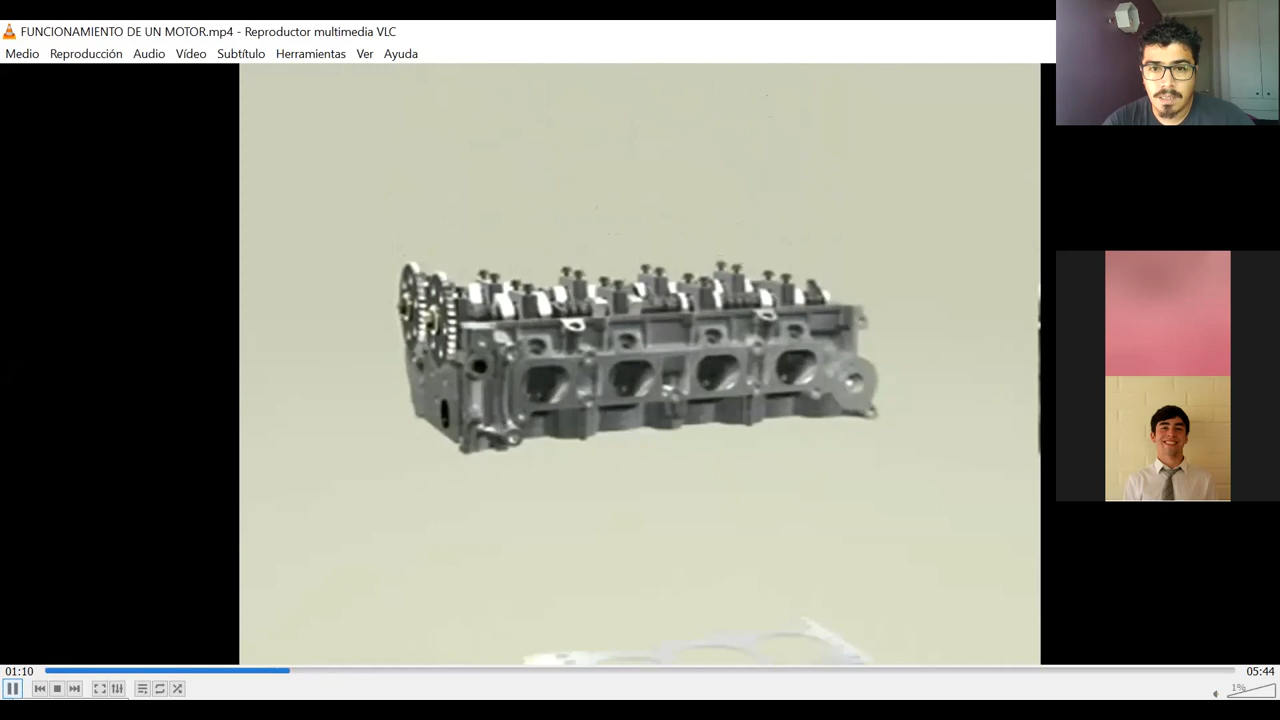 FUNCIONAMIENTO DE UN MOTOR.mp4 - Reproductor multimedia VLC
Medio Reproducción Audio Vídeo Subtítulo Herramientas Ver Ayuda
01:10
05:44
1%